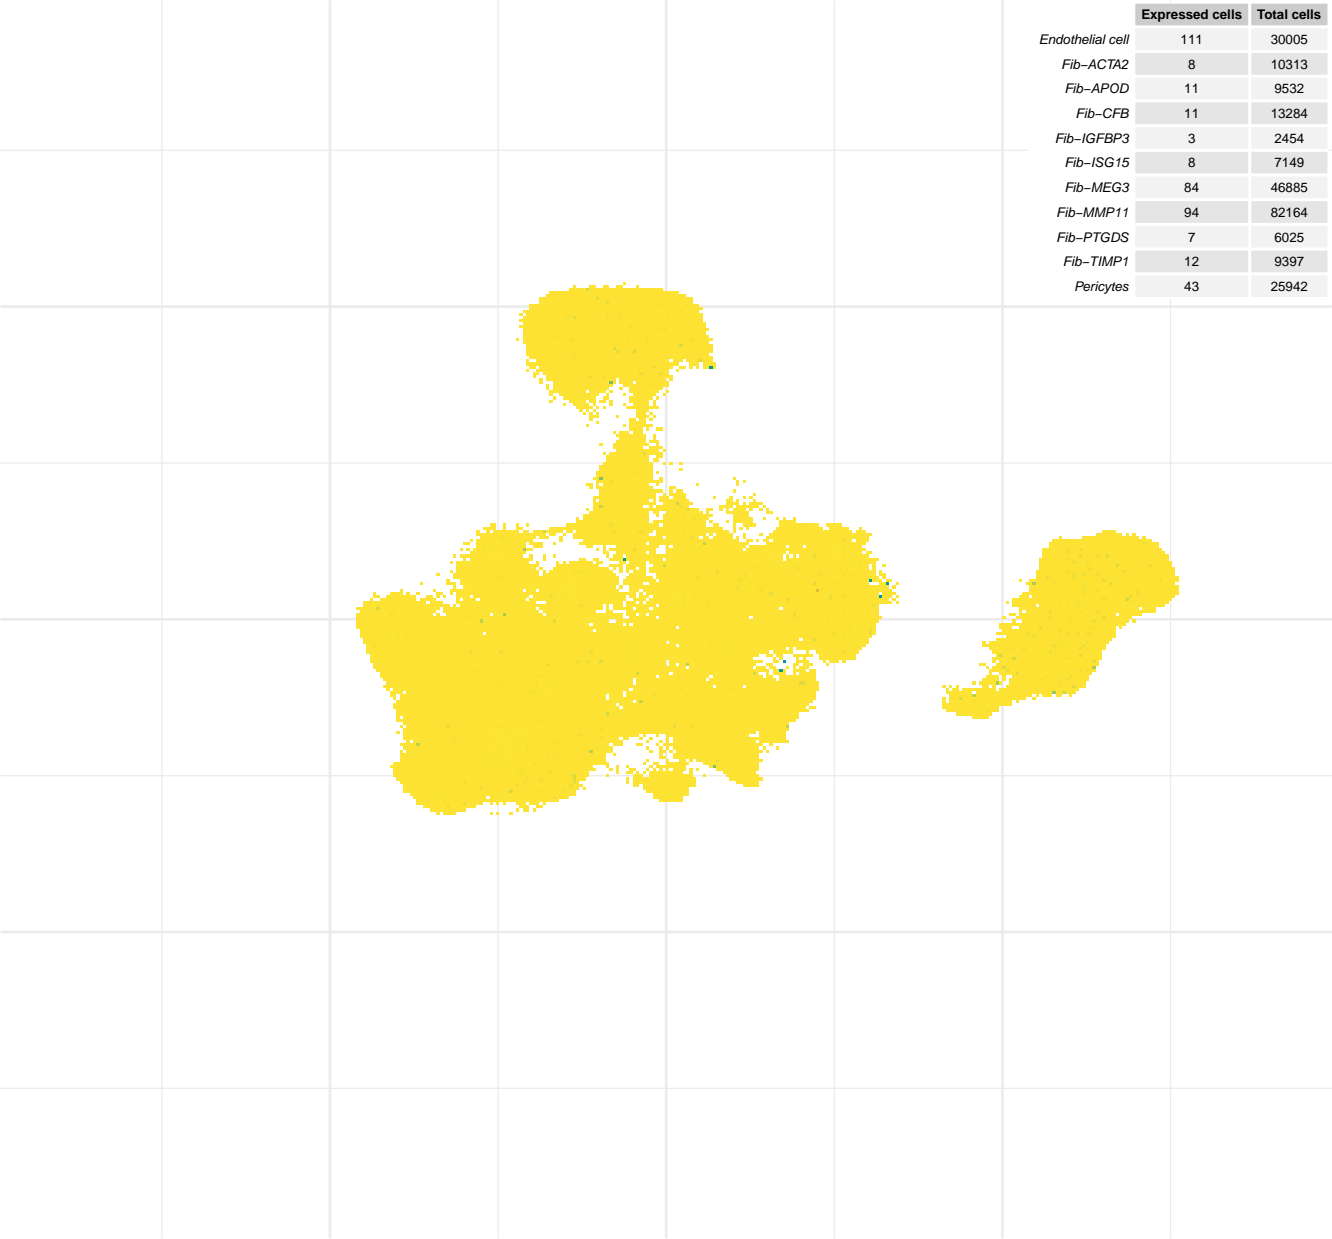 Expressed cells Total cells
Endothelial cell 111 30005
Fib−ACTA2 8 10313
Fib−APOD 11 9532
Fib−CFB 11 13284
Fib−IGFBP3 3 2454
Fib−ISG15 8 7149
Fib−MEG3 84 46885
Fib−MMP11 94 82164
Fib−PTGDS 7 6025
Fib−TIMP1 12 9397
Pericytes 43 25942